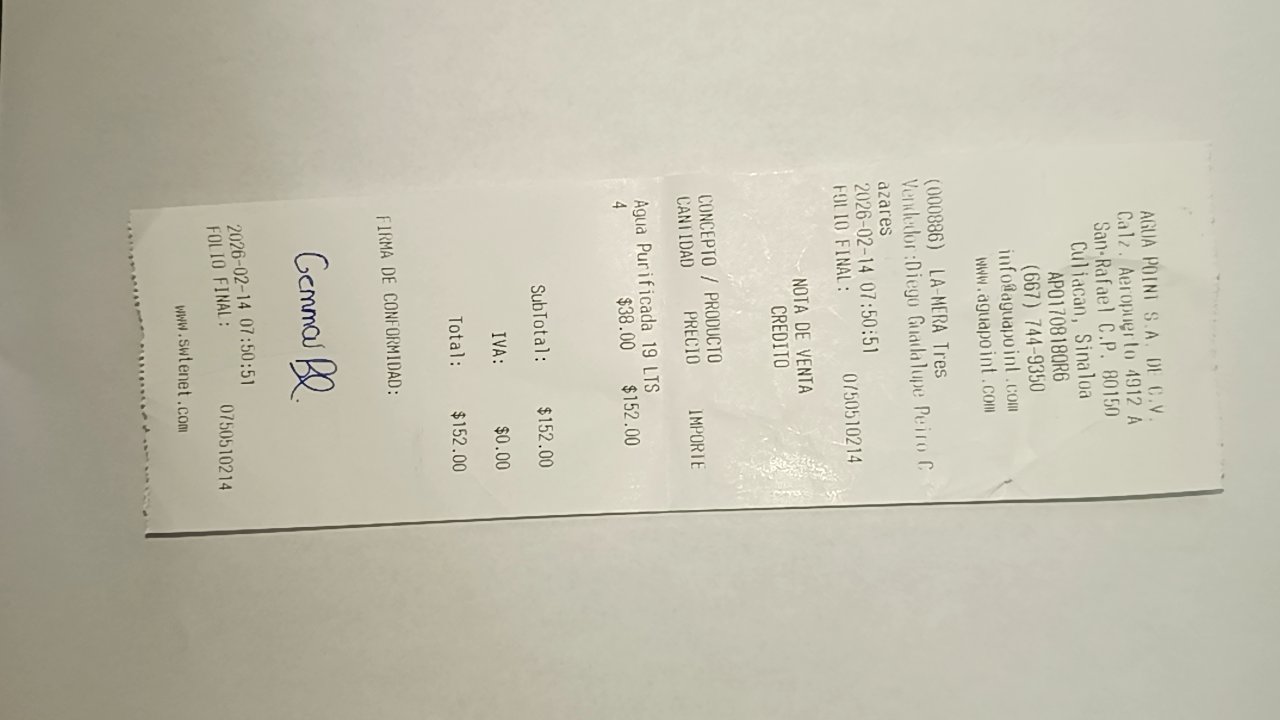 AGUA POINT S.A. DE C.V.
Calz. Aeropuerto 4912 A
San Rafael C.P. 80150
Culiacan, Sinaloa
APO170818QR6
(667) 744-9350
info@aguapoint.com
www.aguapoint.com
(000886) LA-MERA Tres
Vendedor:Diego Guadalupe Peiro C
azares
2026-02-14 07:50:51
FOLIO FINAL: 0750510214
NOTA DE VENTA
CREDITO
CONCEPTO / PRODUCTO
CANTIDAD PRECIO IMPORTE
Agua Purificada 19 LTS
4 $38.00 $152.00
SubTotal: $152.00
IVA: $0.00
Total: $152.00
FIRMA DE CONFORMIDAD:
Gemma
2026-02-14 07:50:51
FOLIO FINAL: 0750510214
www.swtenet.com